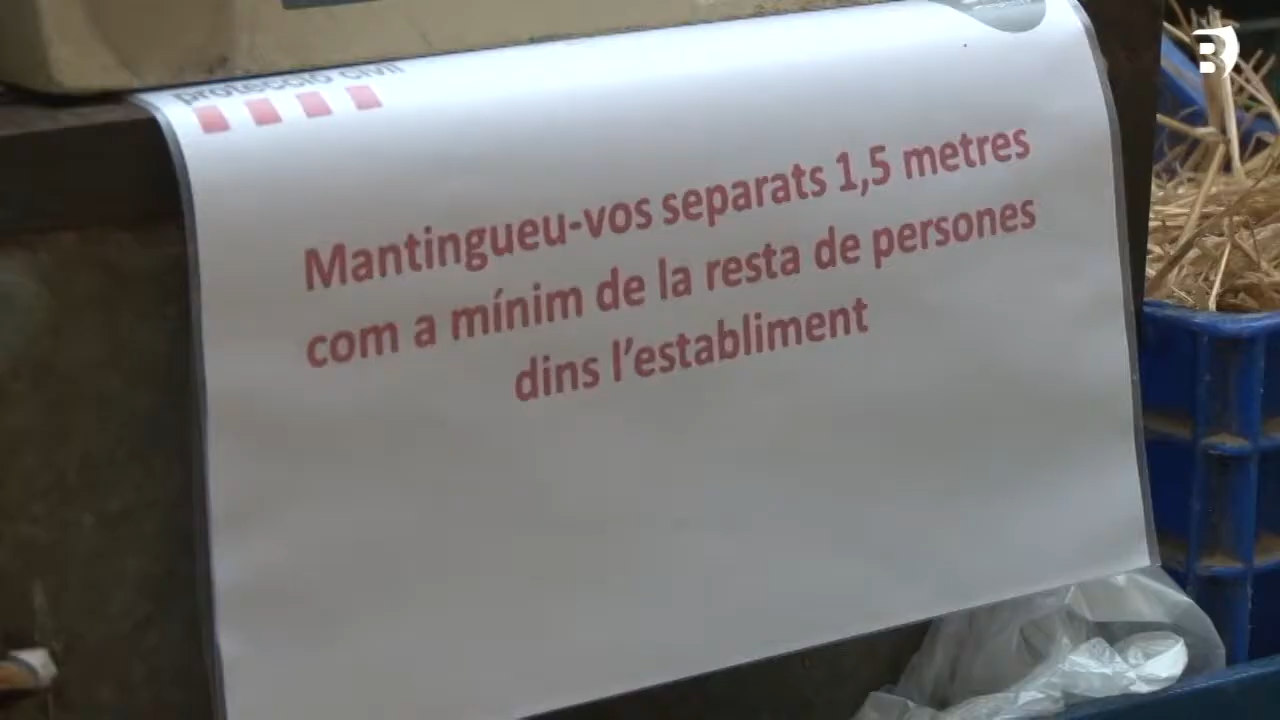 protecció civil
Mantingueu-vos separats 1,5 metres
com a mínim de la resta de persones
dins l’establiment
B